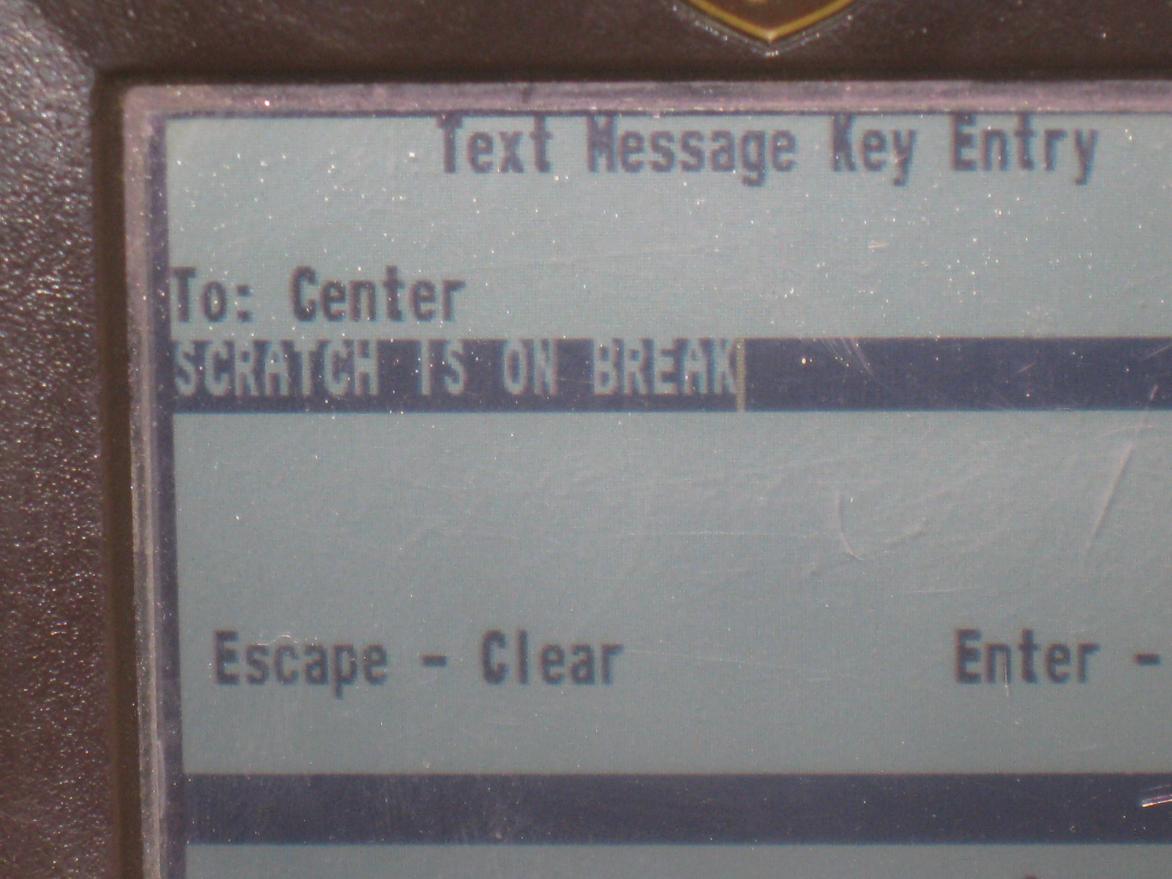 Text Message Key Entry
To: Center
SCRATCH IS ON BREAK
Escape - Clear
Enter -